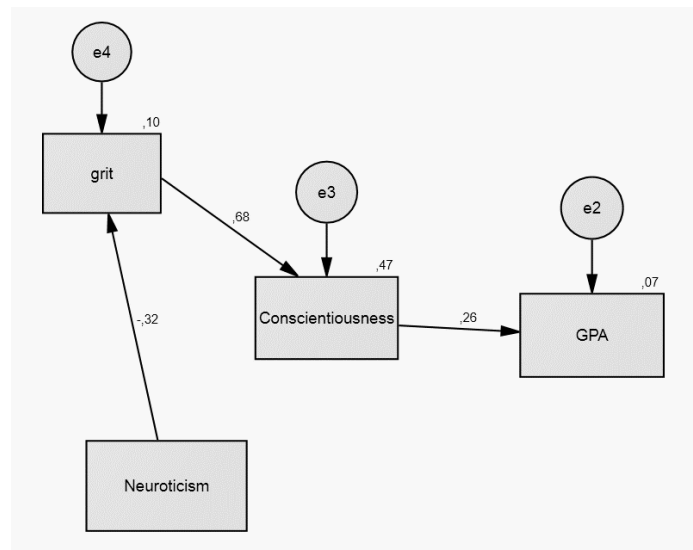 e4
,10
grit
e3
,68
e2
,47
,07
Conscientiousness
,26
GPA
-,32
Neuroticism